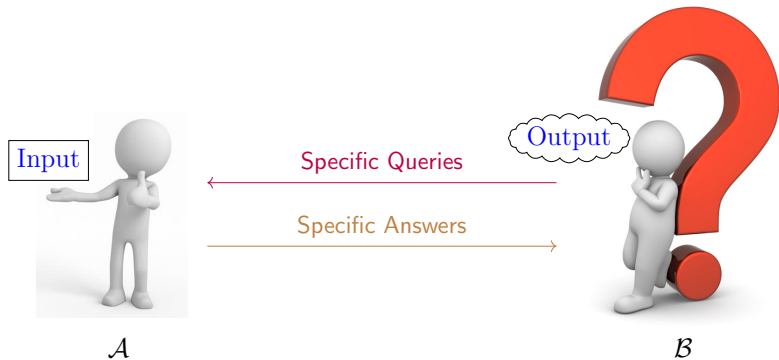 Input
Output
Specific Queries
Specific Answers
𝒜
ℬ